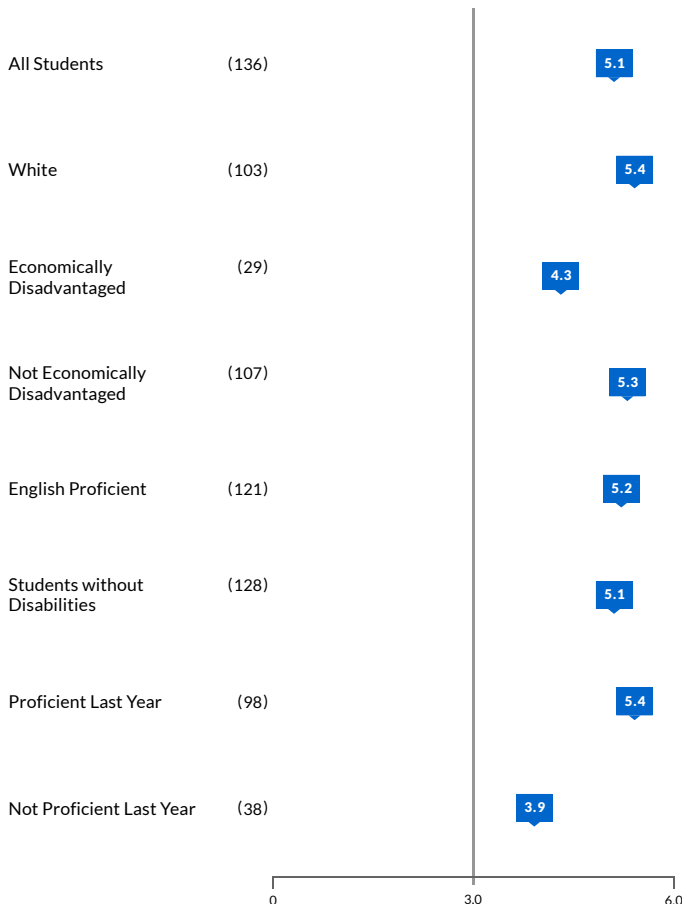 All Students (136) 5.1
White (103) 5.4
Economically (29)
Disadvantaged 4.3
Not Economically (107)
Disadvantaged 5.3
English Proficient (121) 5.2
Students without (128)
Disabilities 5.1
Proficient Last Year (98) 5.4
Not Proficient Last Year (38) 3.9
0 3.0 6.0